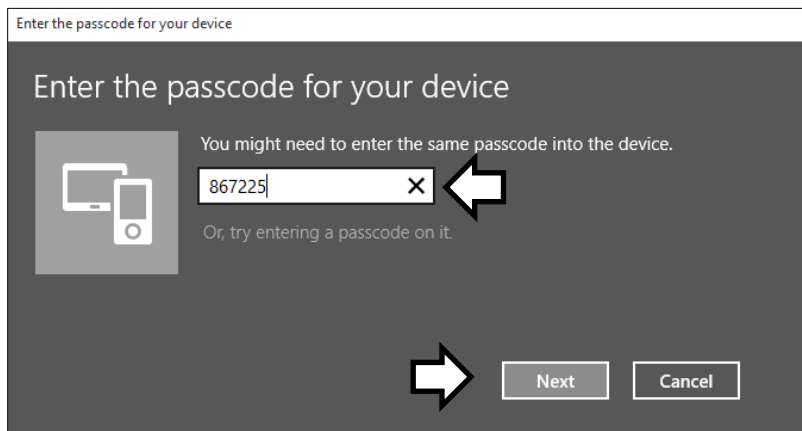 Enter the passcode for your device
Enter the passcode for your device
You might need to enter the same passcode into the device.
867225
Or, try entering a passcode on it.
Next
Cancel